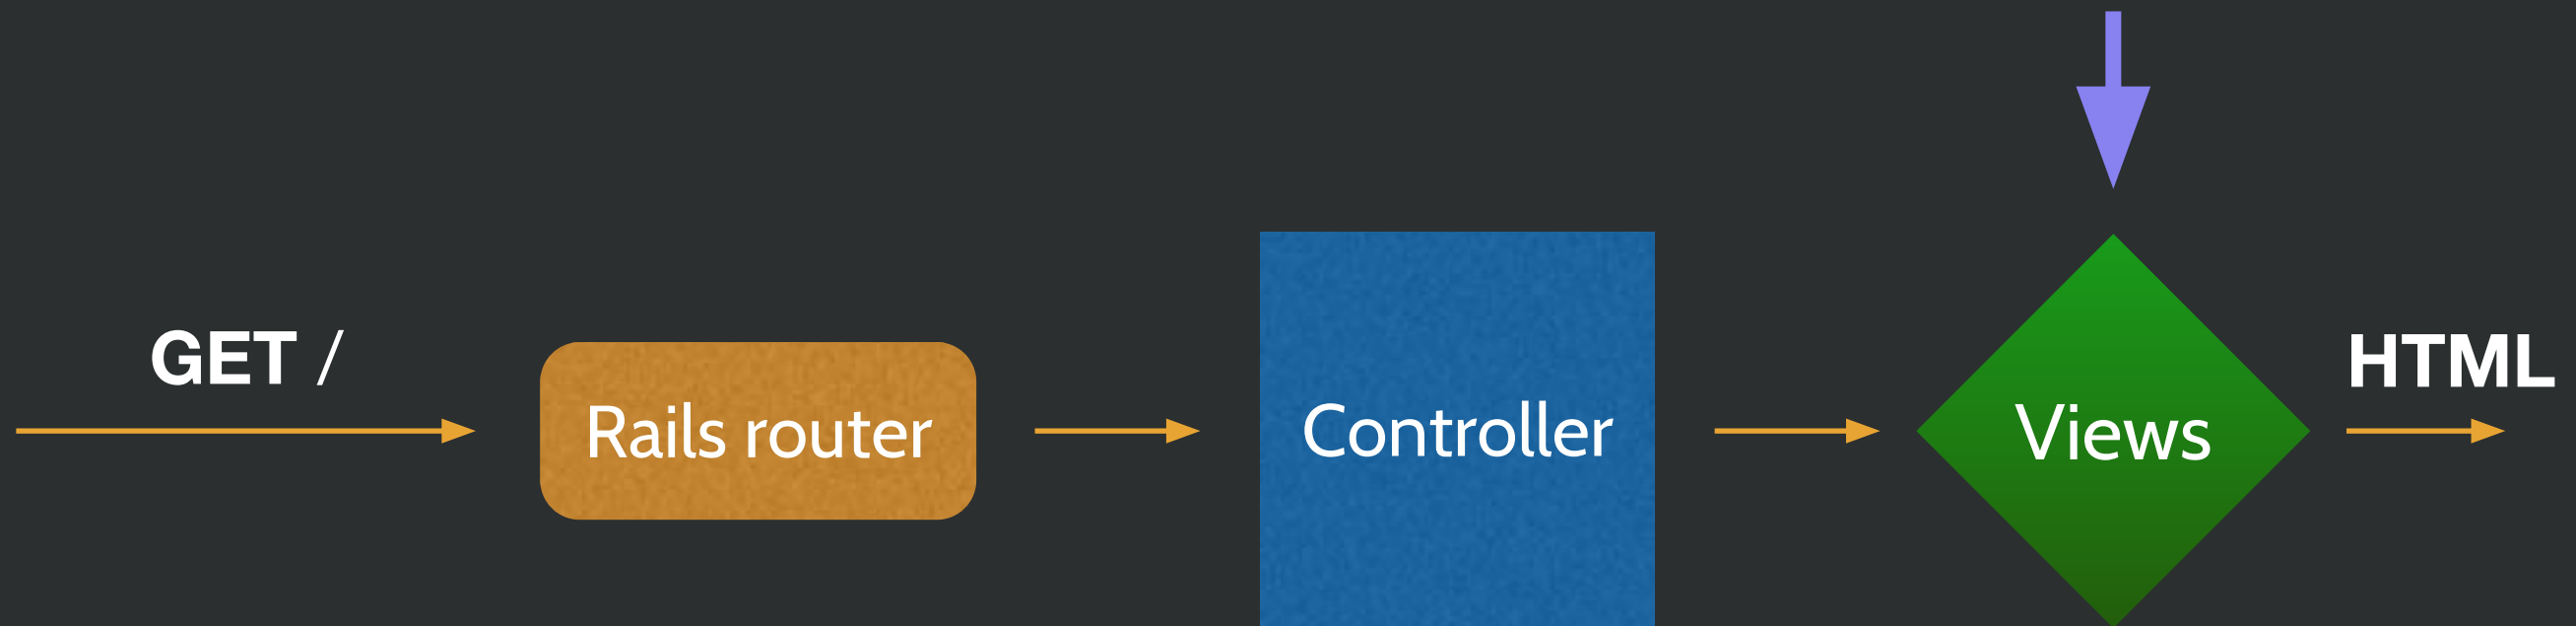 GET /
Rails router
Controller
Views
HTML